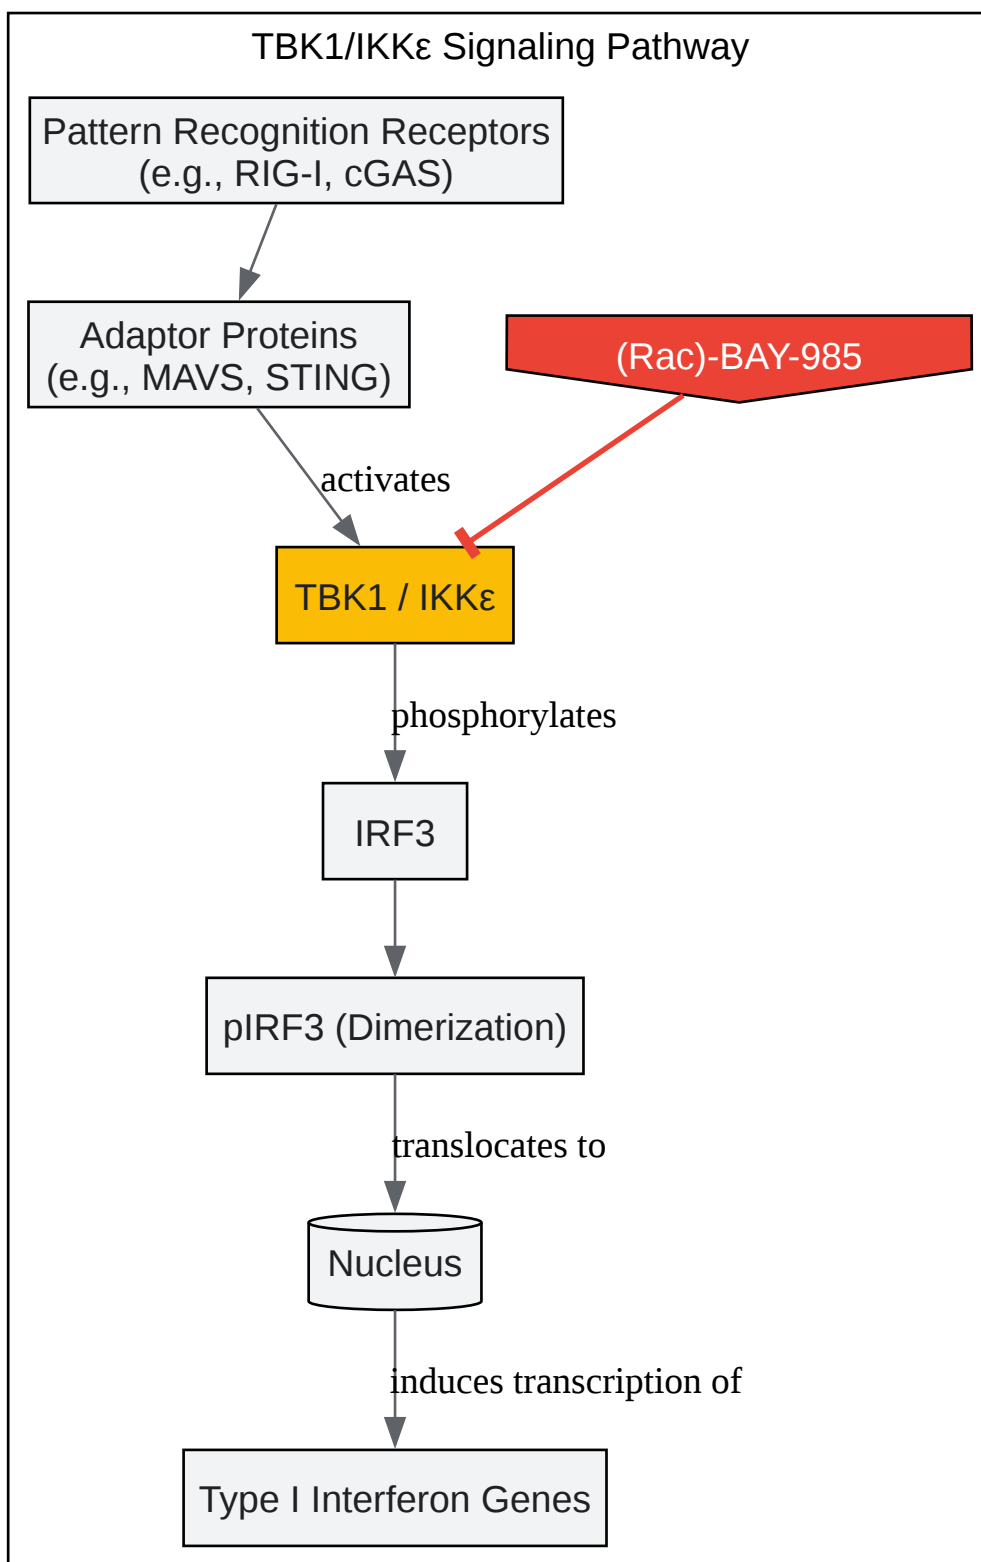 TBK1/IKKε Signaling Pathway
Pattern Recognition Receptors
(e.g., RIG-I, cGAS)
Adaptor Proteins
(e.g., MAVS, STING)
(Rac)-BAY-985
activates
TBK1 / IKKε
phosphorylates
IRF3
pIRF3 (Dimerization)
translocates to
Nucleus
induces transcription of
Type I Interferon Genes